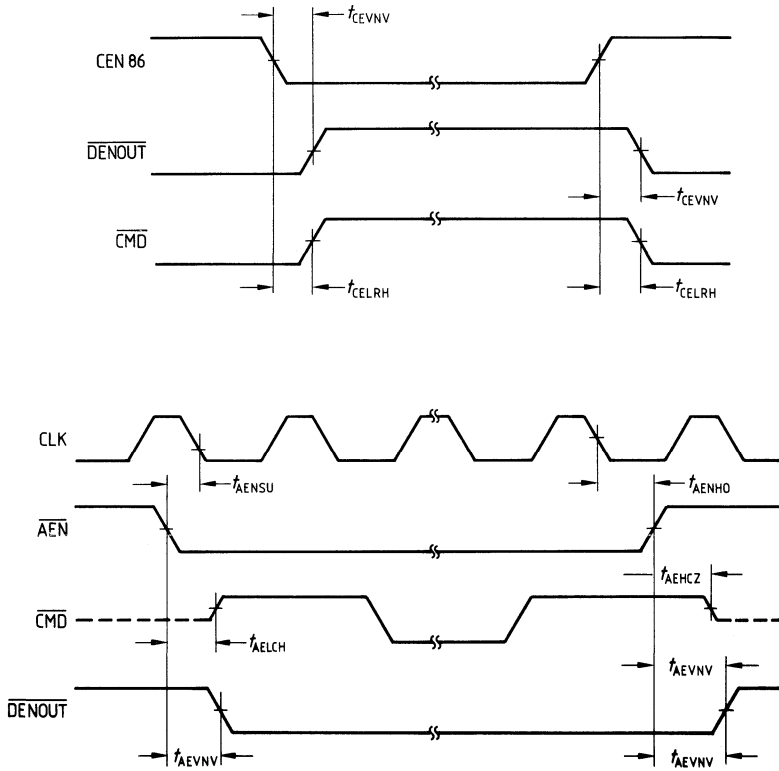 tCEVNV
CEN 86
DENOUT
tCEVNV
CMD
tCELRH
tCELRH
CLK
tAENSU
tAENHO
AEN
tAEHCZ
CMD
tAELCH
tAEVNV
DENOUT
tAEVNV
tAEVNV